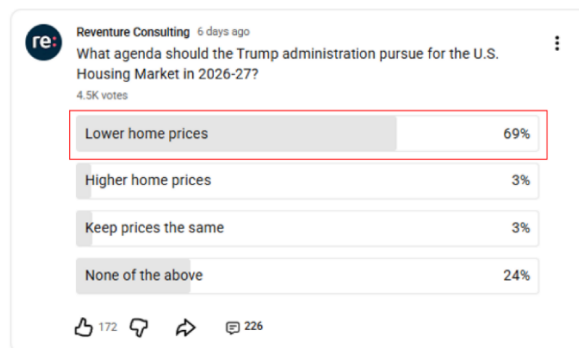 re:
Reventure Consulting 6 days ago
What agenda should the Trump administration pursue for the U.S.
Housing Market in 2026-27?
4.5K votes
Lower home prices 69%
Higher home prices 3%
Keep prices the same 3%
None of the above 24%
172 226